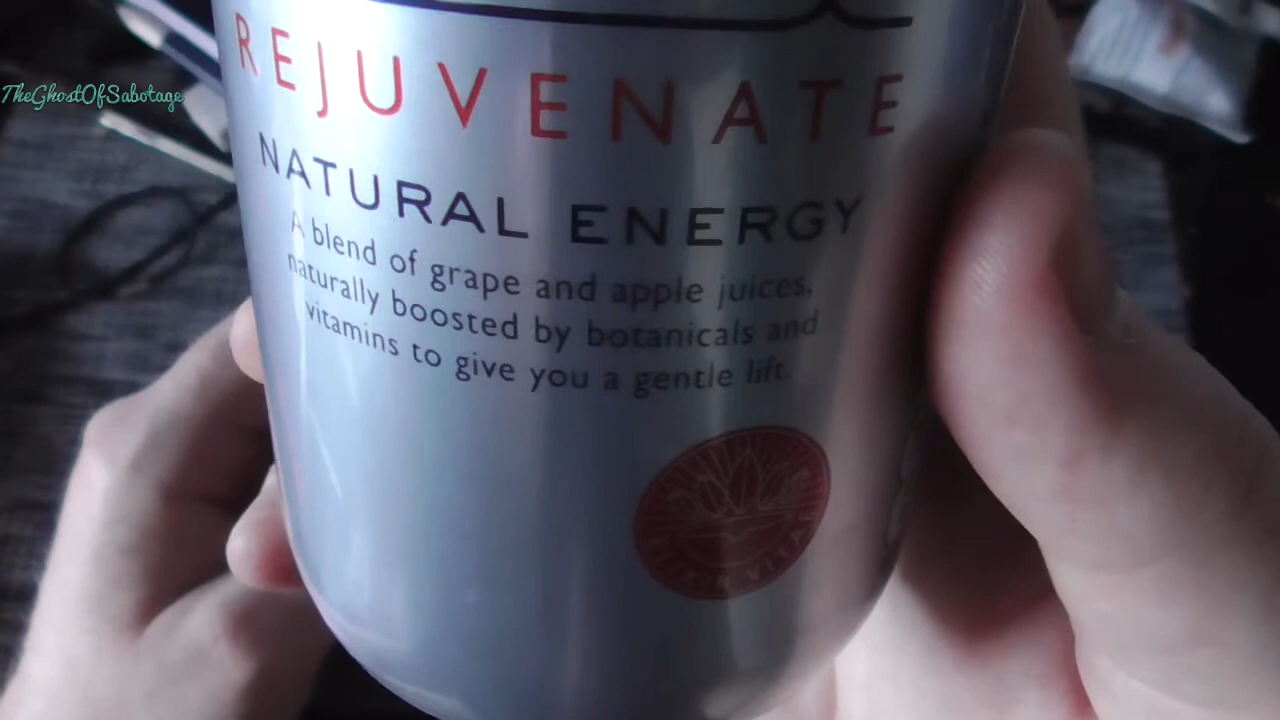 REJUVENATE
TheGhostOfSabotage
NATURAL ENERGY
A blend of grape and apple juices,
naturally boosted by botanicals and
vitamins to give you a gentle lift.